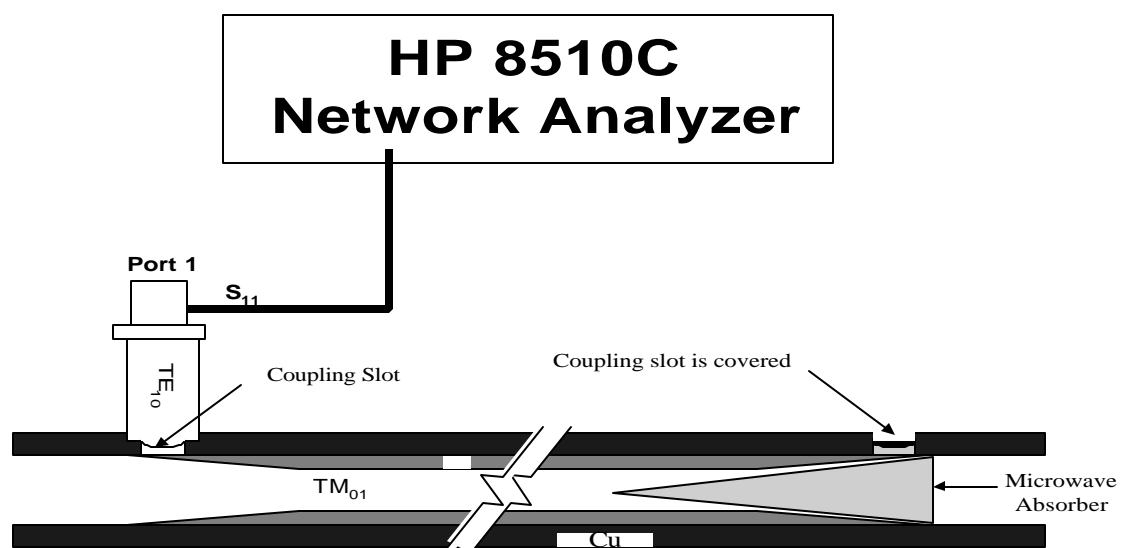 HP 8510C
Network Analyzer
Port 1
S11
TE10
Coupling Slot
Coupling slot is covered
TM01
Microwave
Absorber
Cu